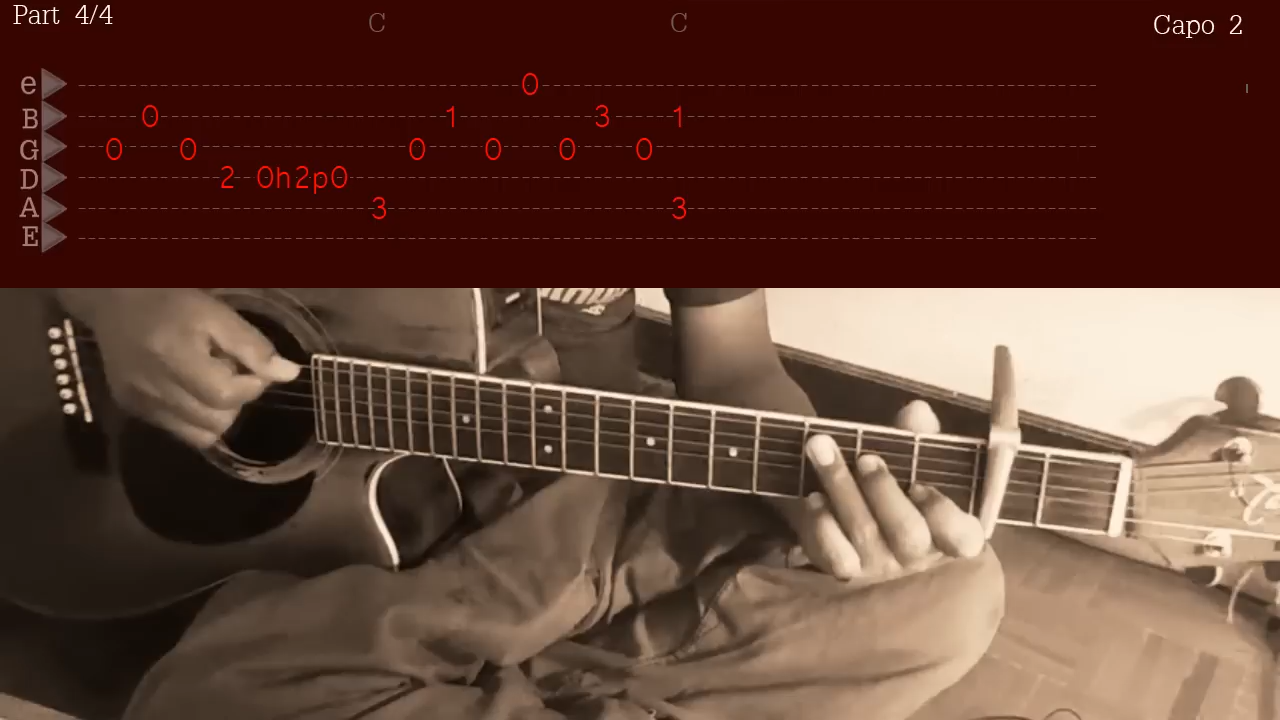 Part 4/4
C C
Capo 2
e 0
B 0 1 3 1
G 0 0 0 0 0 0
D 2 0h2p0
A 3 3
E